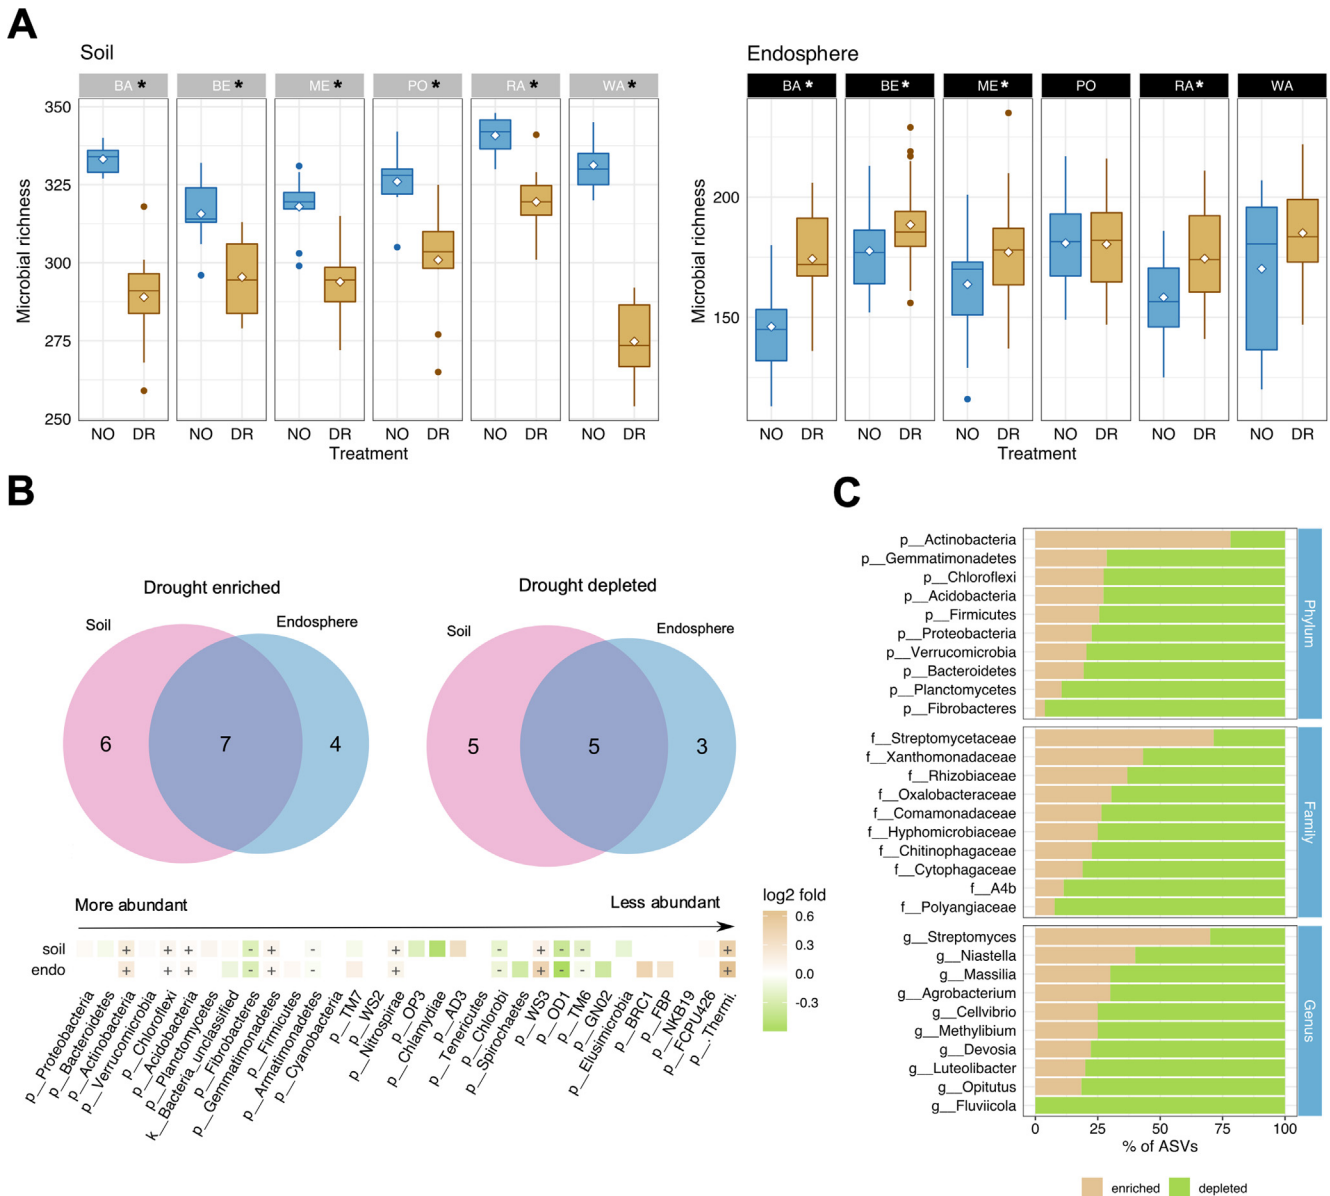 A
Soil
Endosphere
BA * BE * ME * PO * RA * WA *
BA * BE * ME * PO RA * WA
Microbial richness
350
325
300
275
250
NO DR NO DR NO DR NO DR NO DR NO DR
Treatment
Microbial richness
200
150
NO DR NO DR NO DR NO DR NO DR NO DR
Treatment
B
Drought enriched
Soil
Endosphere
6 7 4
Drought depleted
Soil
Endosphere
5 5 3
More abundant
Less abundant
log2 fold
0.6
0.3
0.0
-0.3
soil + + + - + - + - + - - +
endo + + + - + - + - + - - +
p__Proteobacteria
p__Bacteroidetes
p__Actinobacteria
p__Verrucomicrobia
p__Chloroflexi
p__Acidobacteria
p__Planctomycetes
k__Bacteria_unclassified
p__Fibrobacteres
p__Gemmatimonadetes
p__Firmicutes
p__Armatimonadetes
p__Cyanobacteria
p__TM7
p__WS2
p__Nitrospirae
p__OP3
p__Chlamydiae
p__AD3
p__Tenericutes
p__Chlorobi
p__Spirochaetes
p__WS3
p__OD1
p__TM6
p__GN02
p__Elusimicrobia
p__BRC1
p__FBP
p__NKB19
p__FCPU426
p__.Thermi.
C
p__Actinobacteria
p__Gemmatimonadetes
p__Chloroflexi
p__Acidobacteria
p__Firmicutes
p__Proteobacteria
p__Verrucomicrobia
p__Bacteroidetes
p__Planctomycetes
p__Fibrobacteres
Phylum
f__Streptomycetaceae
f__Xanthomonadaceae
f__Rhizobiaceae
f__Oxalobacteraceae
f__Comamonadaceae
f__Hyphomicrobiaceae
f__Chitinophagaceae
f__Cytophagaceae
f__A4b
f__Polyangiaceae
Family
g__Streptomyces
g__Niastella
g__Massilia
g__Agrobacterium
g__Cellvibrio
g__Methylibium
g__Devosia
g__Luteolibacter
g__Opitutus
g__Fluviicola
Genus
0 25 50 75 100
% of ASVs
enriched depleted